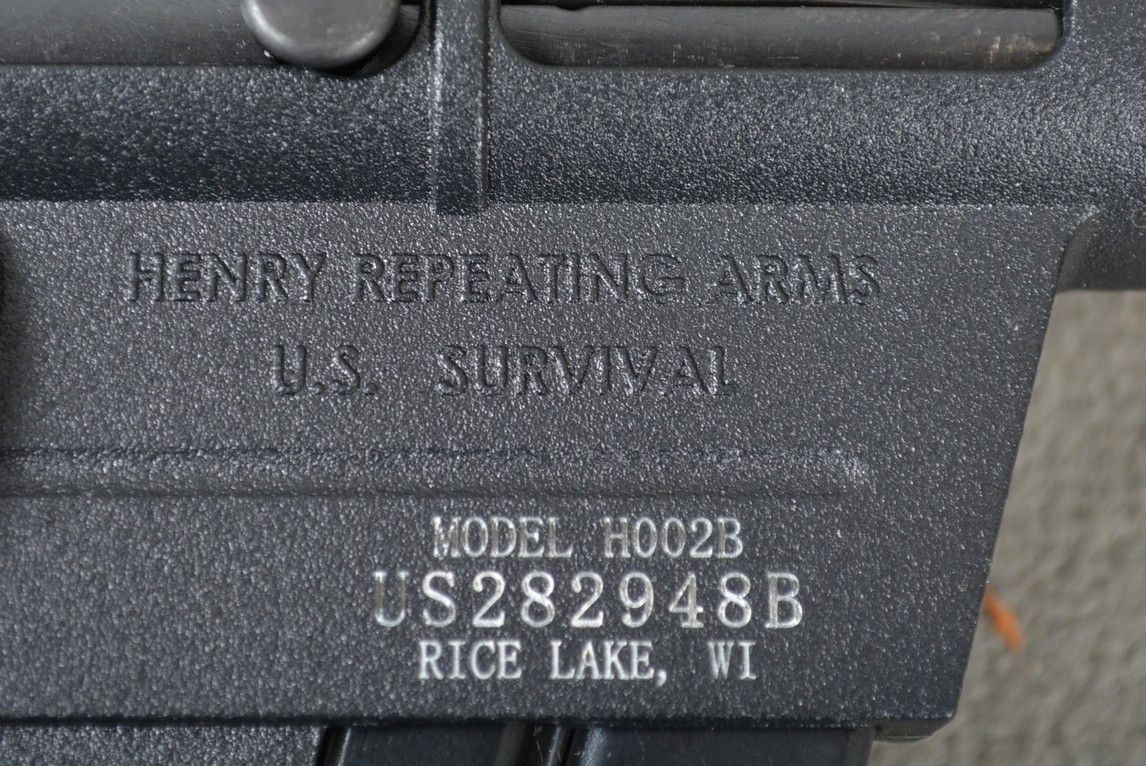 HENRY REPEATING ARMS
U.S. SURVIVAL
MODEL H002B
US282948B
RICE LAKE, WI